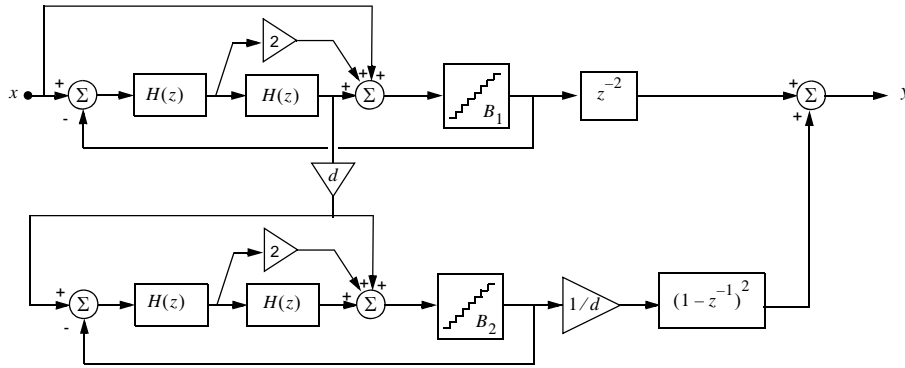 2
x + Σ H(z) H(z) + + + Σ B₁ z⁻² + Σ y
- +
d
2
+ Σ H(z) H(z) + + + Σ B₂ 1/d (1 – z⁻¹)²
-